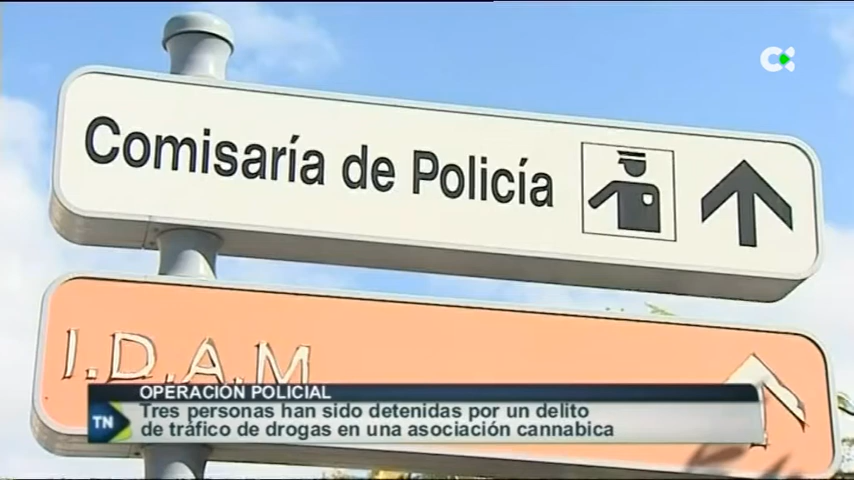 Comisaría de Policía
I.D.A.M
OPERACIÓN POLICIAL
TN
Tres personas han sido detenidas por un delito
de tráfico de drogas en una asociación cannabica